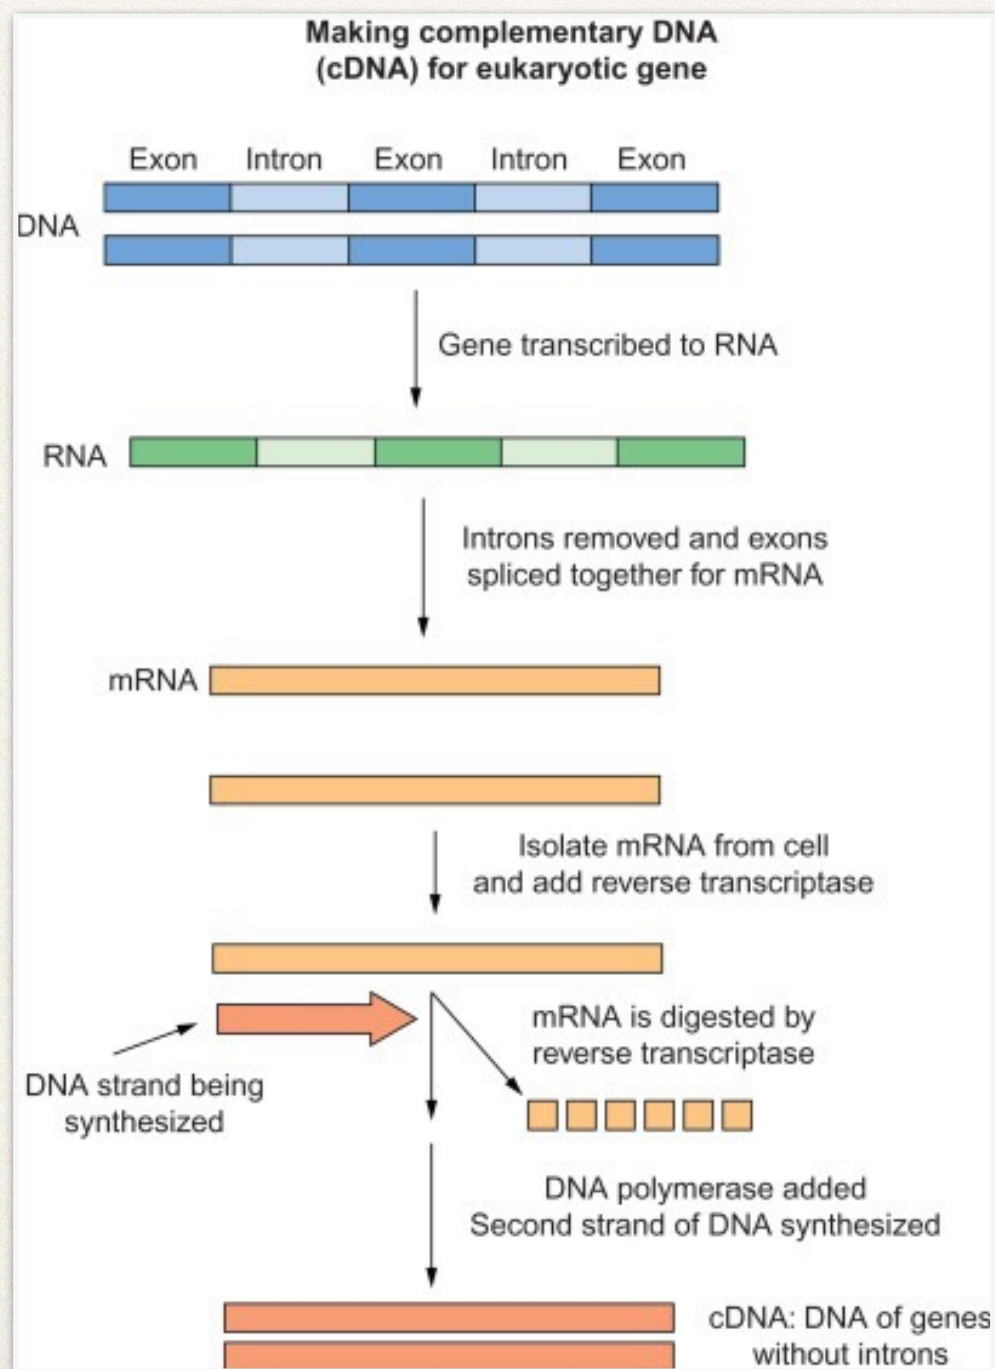 Making complementary DNA
(cDNA) for eukaryotic gene
Exon Intron Exon Intron Exon
DNA
Gene transcribed to RNA
RNA
Introns removed and exons
spliced together for mRNA
mRNA
Isolate mRNA from cell
and add reverse transcriptase
mRNA is digested by
reverse transcriptase
DNA strand being
synthesized
DNA polymerase added
Second strand of DNA synthesized
cDNA: DNA of genes
without introns